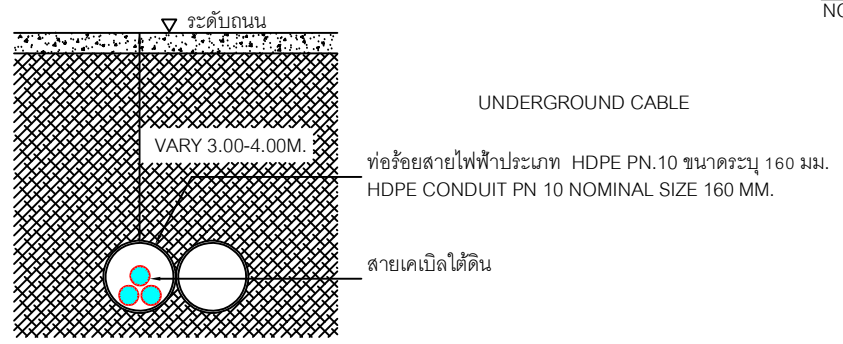 NO
ระดับถนน
UNDERGROUND CABLE
VARY 3.00-4.00M.
ท่อร้อยสายไฟฟ้าประเภท HDPE PN.10 ขนาดระบุ 160 มม.
HDPE CONDUIT PN 10 NOMINAL SIZE 160 MM.
สายเคเบิลใต้ดิน